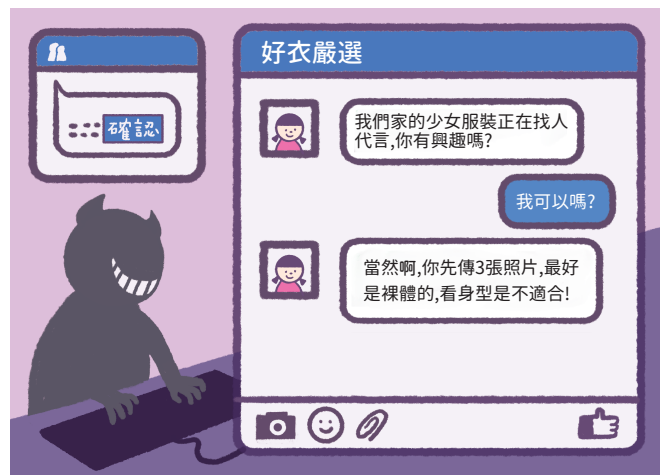 確認
好衣嚴選
我們家的少女服裝正在找人
代言,你有興趣嗎?
我可以嗎?
當然啊,你先傳3張照片,最好
是裸體的,看身型是不適合!